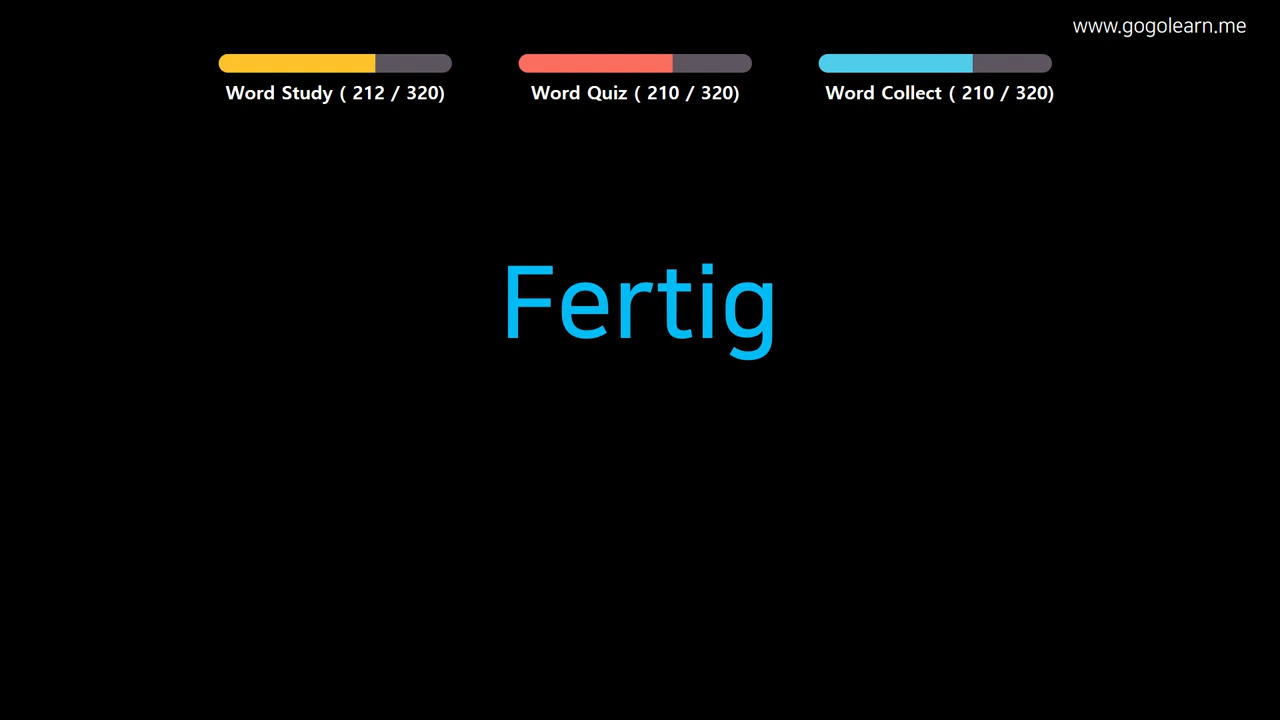 www.gogolearn.me
Word Study ( 212 / 320)
Word Quiz ( 210 / 320)
Word Collect ( 210 / 320)
Fertig